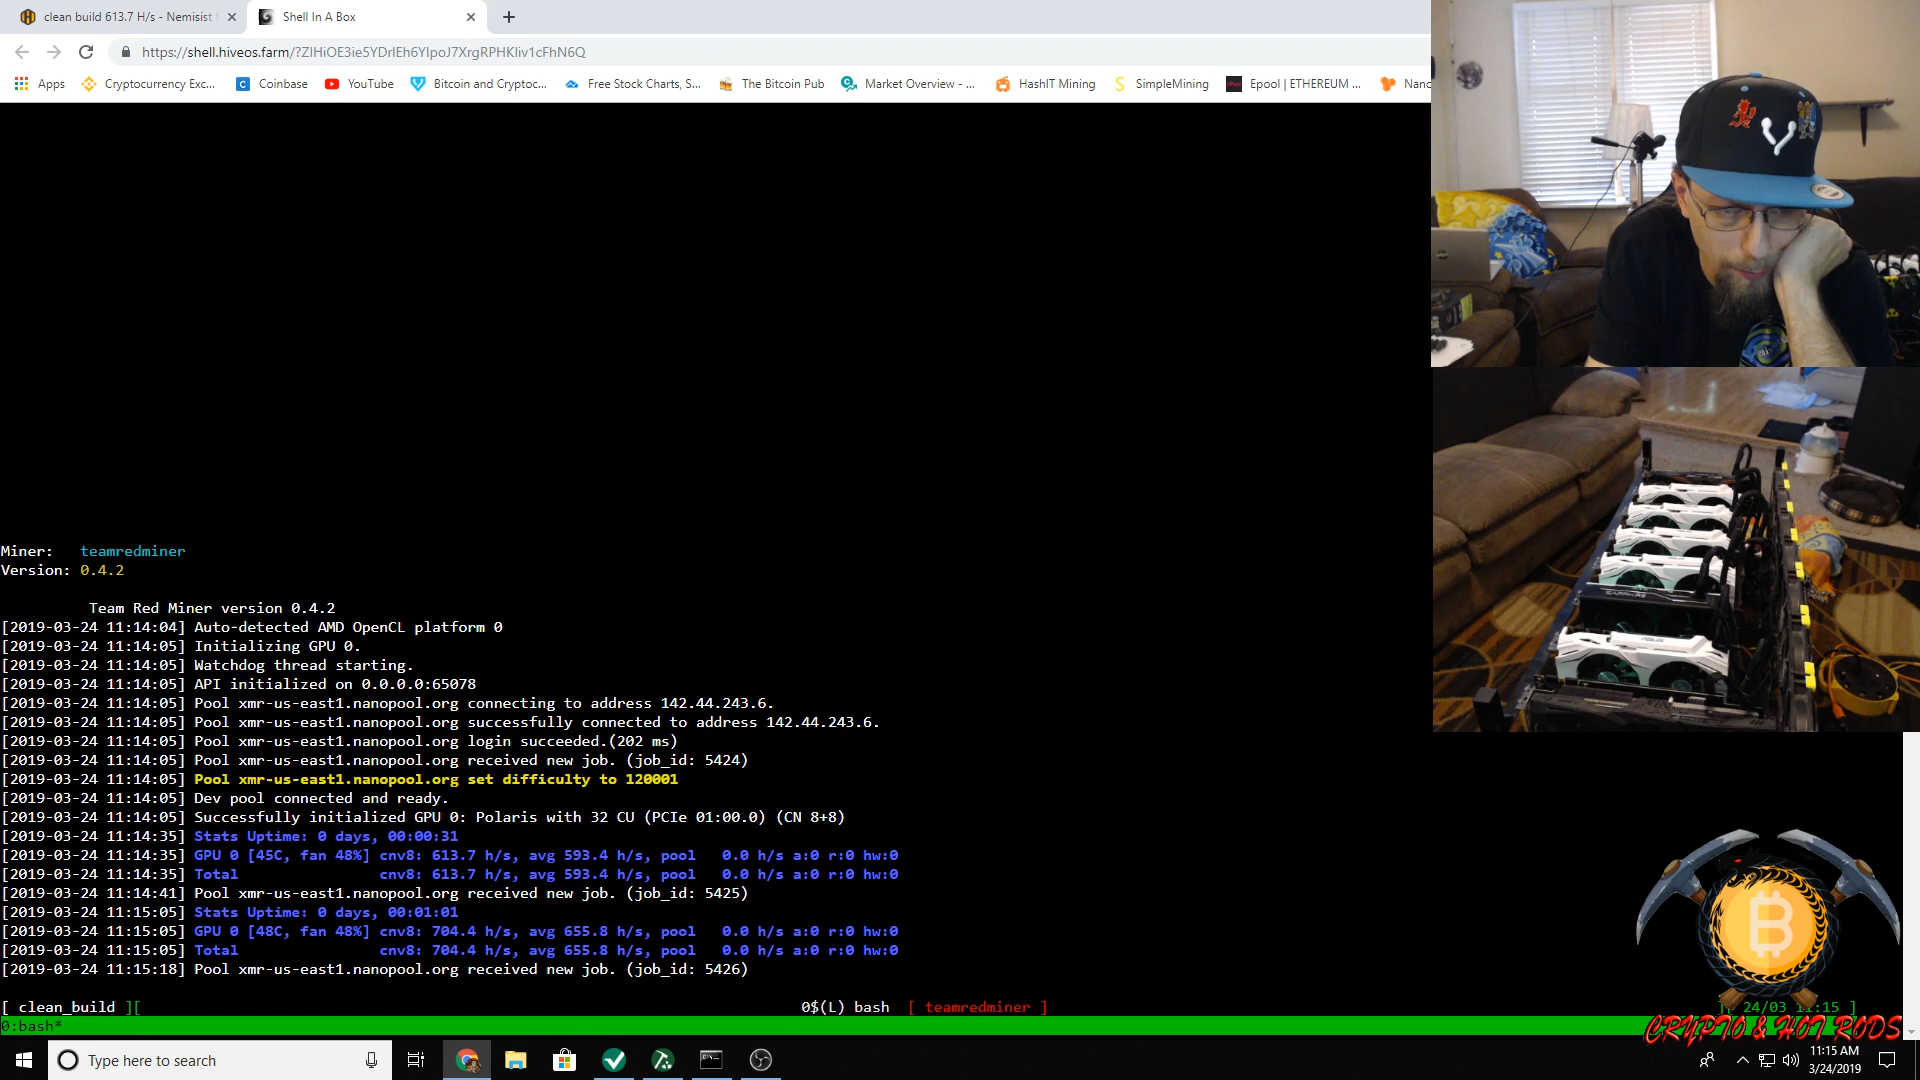 clean build 613.7 H/s - Nemisist
Shell In A Box
https://shell.hiveos.farm/?ZIHiOE3ie5YDrIEh6YlpoJ7XrgRPHKIiv1cFhN6Q
Apps
Cryptocurrency Exc...
Coinbase
YouTube
Bitcoin and Cryptoc...
Free Stock Charts, S...
The Bitcoin Pub
Market Overview - ...
HashIT Mining
SimpleMining
Epool | ETHEREUM ...
Nano
Miner: teamredminer
Version: 0.4.2
Team Red Miner version 0.4.2
[2019-03-24 11:14:04] Auto-detected AMD OpenCL platform 0
[2019-03-24 11:14:05] Initializing GPU 0.
[2019-03-24 11:14:05] Watchdog thread starting.
[2019-03-24 11:14:05] API initialized on 0.0.0.0:65078
[2019-03-24 11:14:05] Pool xmr-us-east1.nanopool.org connecting to address 142.44.243.6.
[2019-03-24 11:14:05] Pool xmr-us-east1.nanopool.org successfully connected to address 142.44.243.6.
[2019-03-24 11:14:05] Pool xmr-us-east1.nanopool.org login succeeded.(202 ms)
[2019-03-24 11:14:05] Pool xmr-us-east1.nanopool.org received new job. (job_id: 5424)
[2019-03-24 11:14:05] Pool xmr-us-east1.nanopool.org set difficulty to 120001
[2019-03-24 11:14:05] Dev pool connected and ready.
[2019-03-24 11:14:05] Successfully initialized GPU 0: Polaris with 32 CU (PCIe 01:00.0) (CN 8+8)
[2019-03-24 11:14:35] Stats Uptime: 0 days, 00:00:31
[2019-03-24 11:14:35] GPU 0 [45C, fan 48%] cnv8: 613.7 h/s, avg 593.4 h/s, pool 0.0 h/s a:0 r:0 hw:0
[2019-03-24 11:14:35] Total cnv8: 613.7 h/s, avg 593.4 h/s, pool 0.0 h/s a:0 r:0 hw:0
[2019-03-24 11:14:41] Pool xmr-us-east1.nanopool.org received new job. (job_id: 5425)
[2019-03-24 11:15:05] Stats Uptime: 0 days, 00:01:01
[2019-03-24 11:15:05] GPU 0 [48C, fan 48%] cnv8: 704.4 h/s, avg 655.8 h/s, pool 0.0 h/s a:0 r:0 hw:0
[2019-03-24 11:15:05] Total cnv8: 704.4 h/s, avg 655.8 h/s, pool 0.0 h/s a:0 r:0 hw:0
[2019-03-24 11:15:18] Pool xmr-us-east1.nanopool.org received new job. (job_id: 5426)
[ clean_build ][ 0$(L) bash [ teamredminer ] ][ 24/03 11:15 ]
0:bash*
CRYPTO & HOT RODS
Type here to search
11:15 AM
3/24/2019